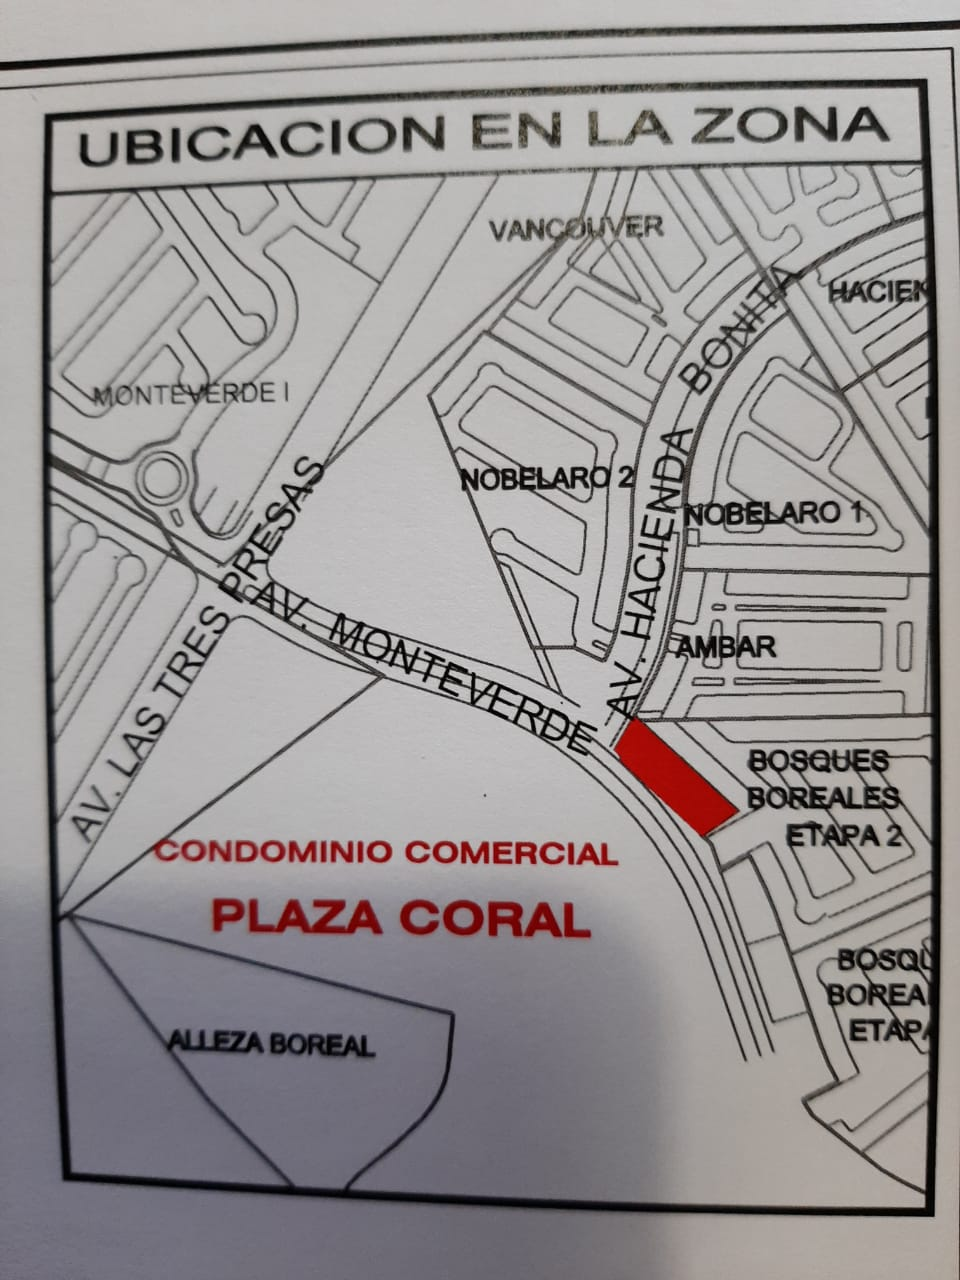 UBICACION EN LA ZONA
VANCOUVER
HACIEN
MONTEVERDE I
AV. HACIENDA BONITA
NOBELARO 2
NOBELARO 1
AV. LAS TRES PRESAS
AV. MONTEVERDE
AMBAR
BOSQUES
BOREALES
ETAPA 2
CONDOMINIO COMERCIAL
PLAZA CORAL
BOSQU
BOREA
ETAPA
ALLEZA BOREAL